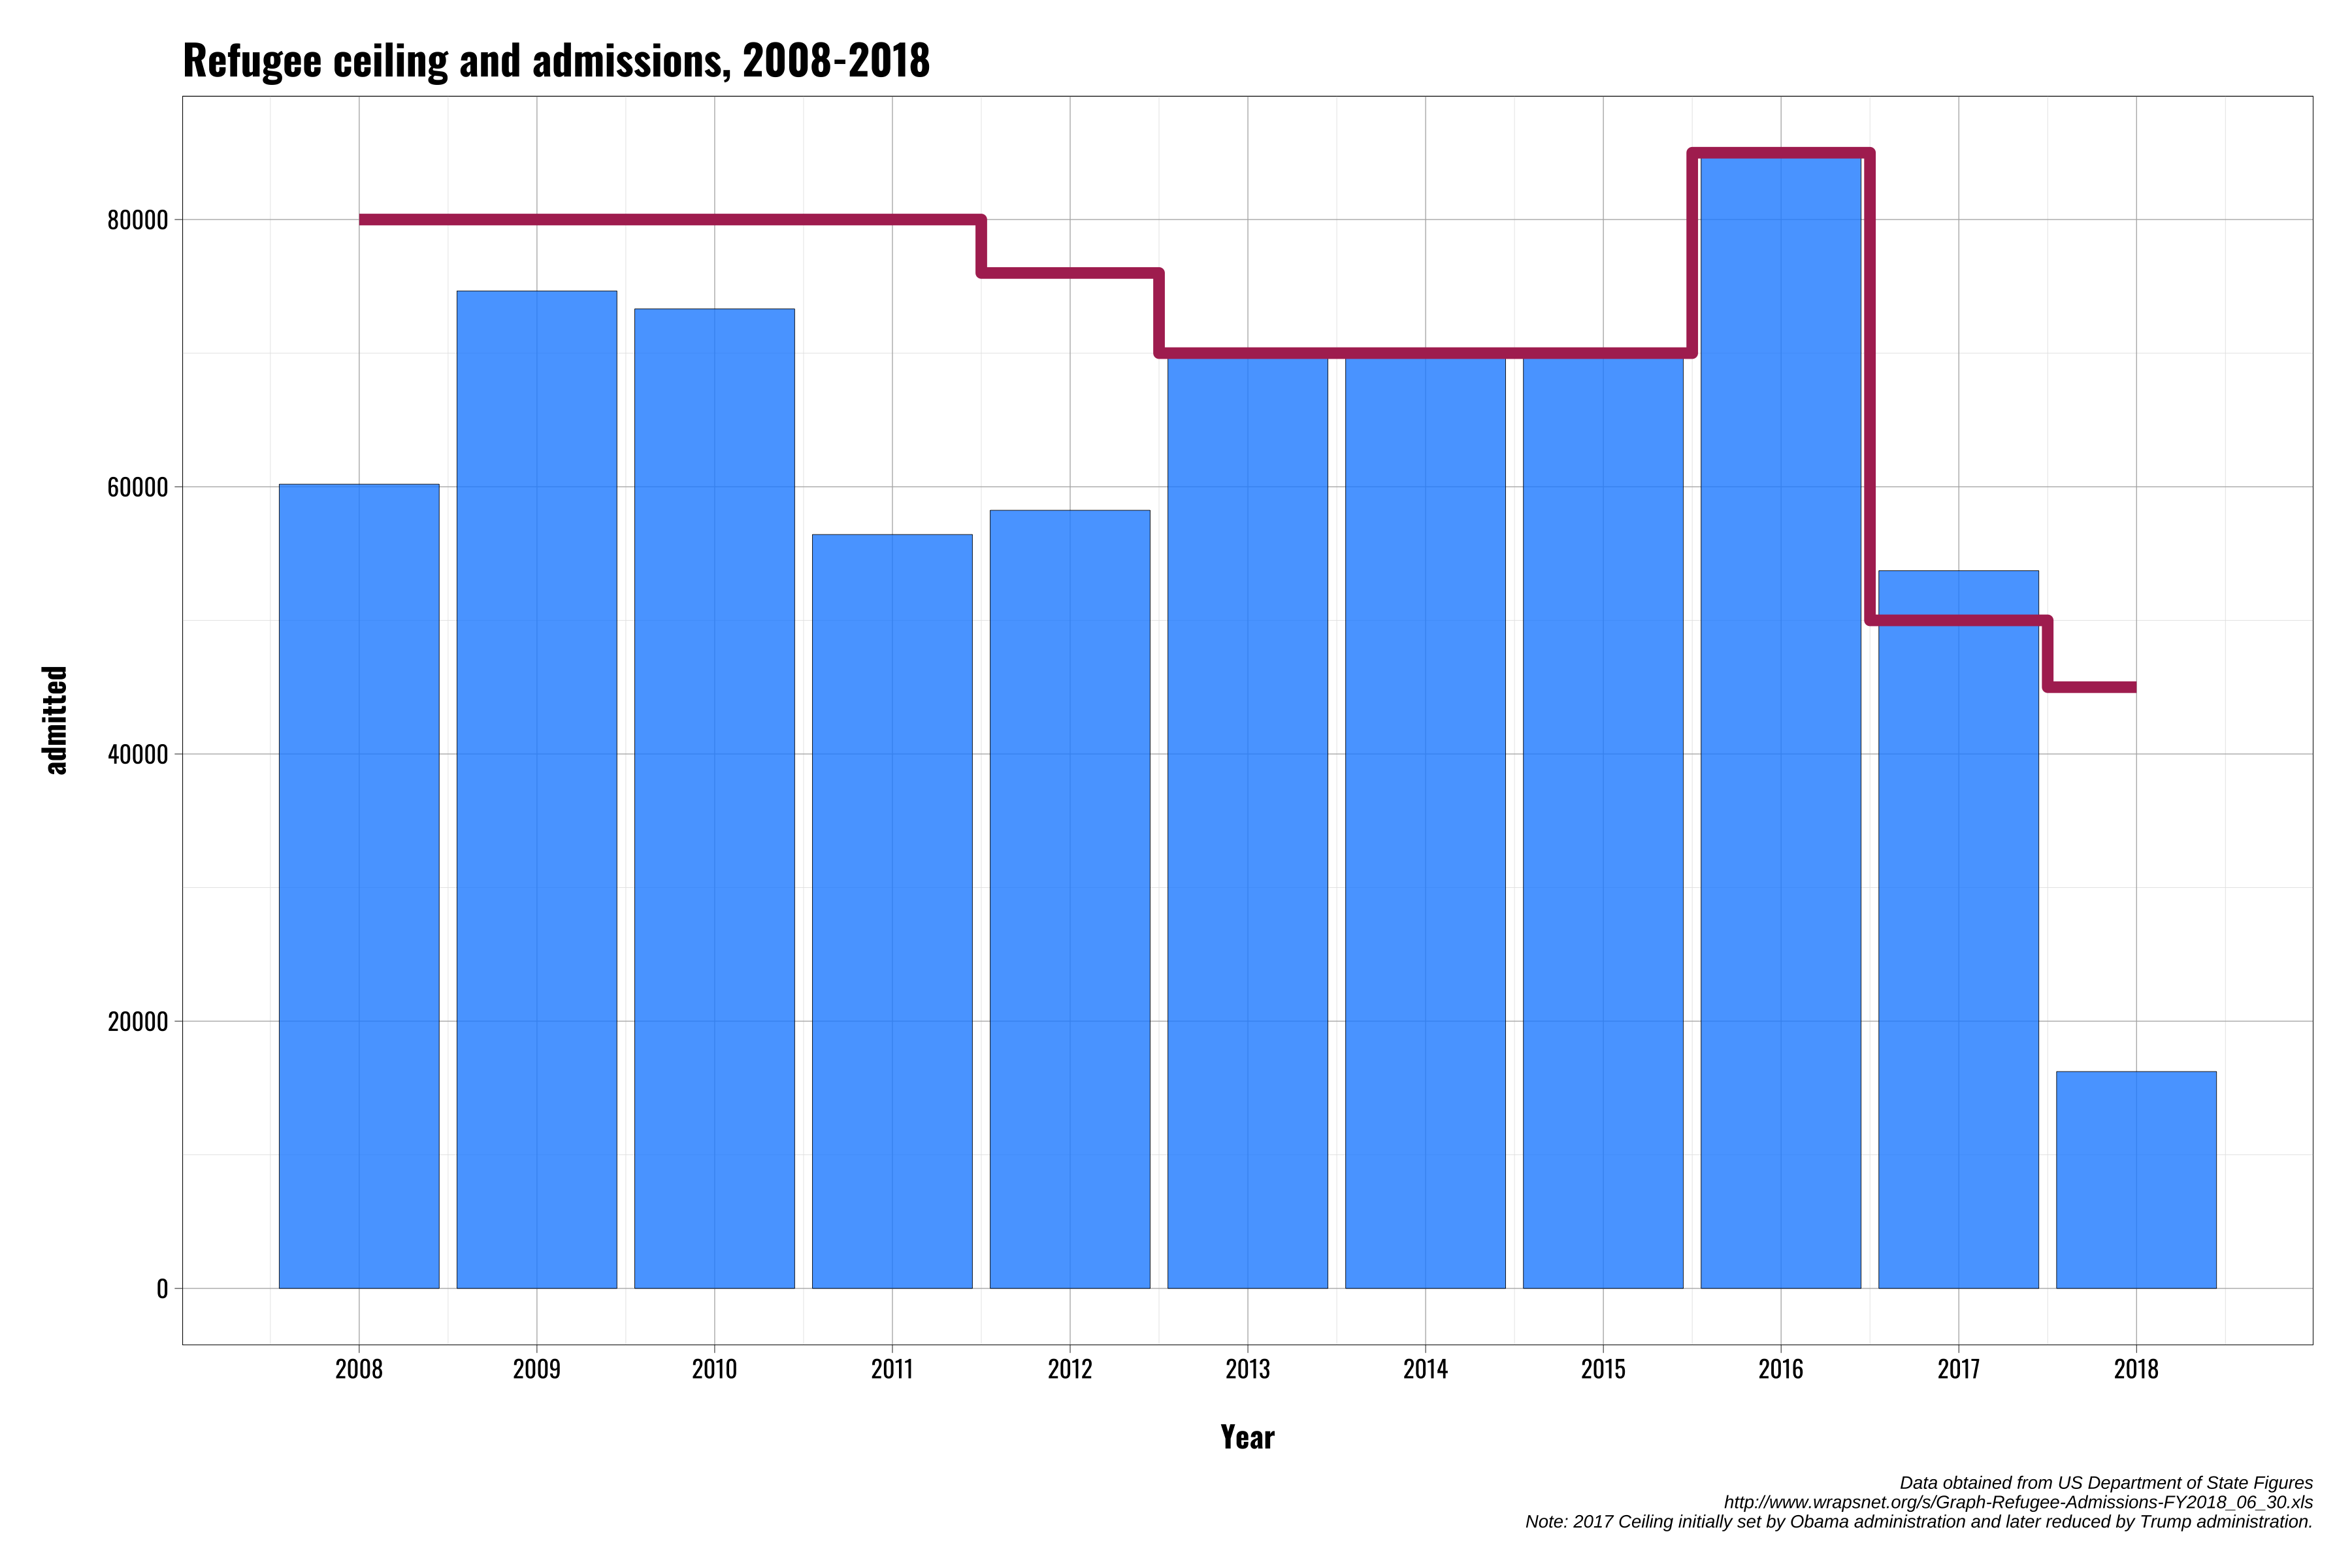 Refugee ceiling and admissions, 2008-2018
80000
60000
40000
20000
0
admitted
2008 2009 2010 2011 2012 2013 2014 2015 2016 2017 2018
Year
Data obtained from US Department of State Figures
http://www.wrapsnet.org/s/Graph-Refugee-Admissions-FY2018_06_30.xls
Note: 2017 Ceiling initially set by Obama administration and later reduced by Trump administration.